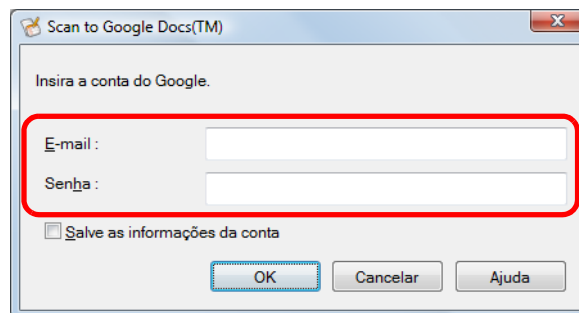 Scan to Google Docs(TM)
Insira a conta do Google.
E-mail :
Senha :
Salve as informações da conta
OK Cancelar Ajuda